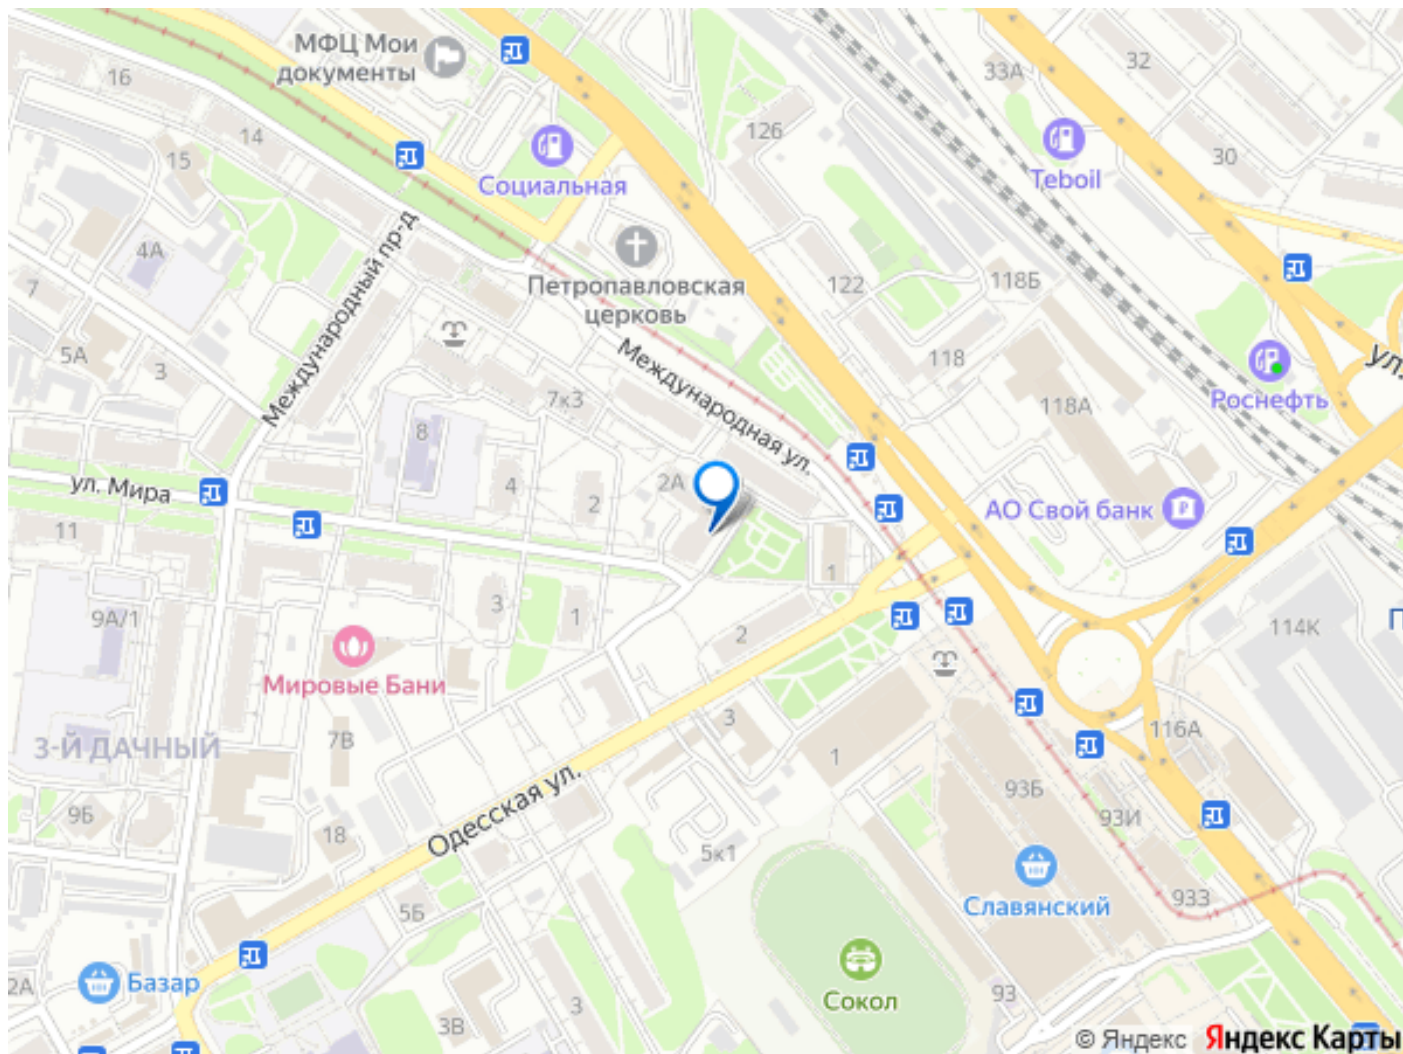 МФЦ Мои
документы
16
14
15
126
33А
32
30
Социальная
Teboil
4А
Международный пр-д
Петропавловская
церковь
122
118Б
7
5А
3
118
ул.
7к3
Международная ул.
118А
Роснефть
8
ул. Мира
4
2
2А
АО Свой банк
11
1
9А/1
3
1
2
114К
П
Мировые Бани
3-Й ДАЧНЫЙ
7В
3
116А
1
93Б
9Б
18
Одесская ул.
93И
5к1
Славянский
93З
5Б
Базар
2А
3
Сокол
93
3В
© Яндекс Яндекс Карты